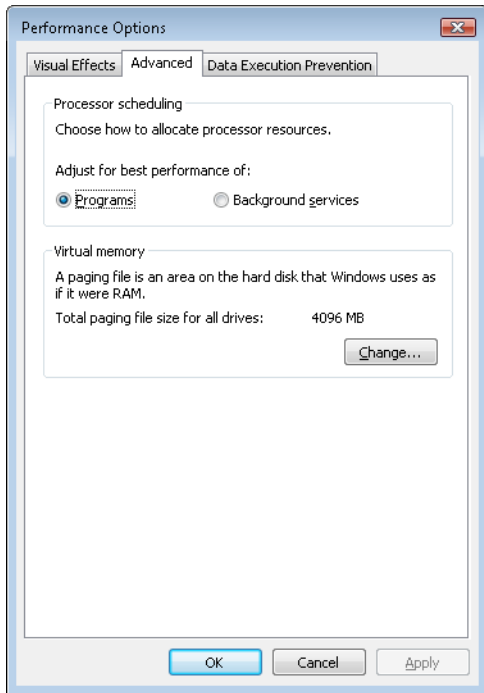 Performance Options
Visual Effects Advanced Data Execution Prevention
Processor scheduling
Choose how to allocate processor resources.
Adjust for best performance of:
Programs Background services
Virtual memory
A paging file is an area on the hard disk that Windows uses as
if it were RAM.
Total paging file size for all drives: 4096 MB
Change...
OK Cancel Apply